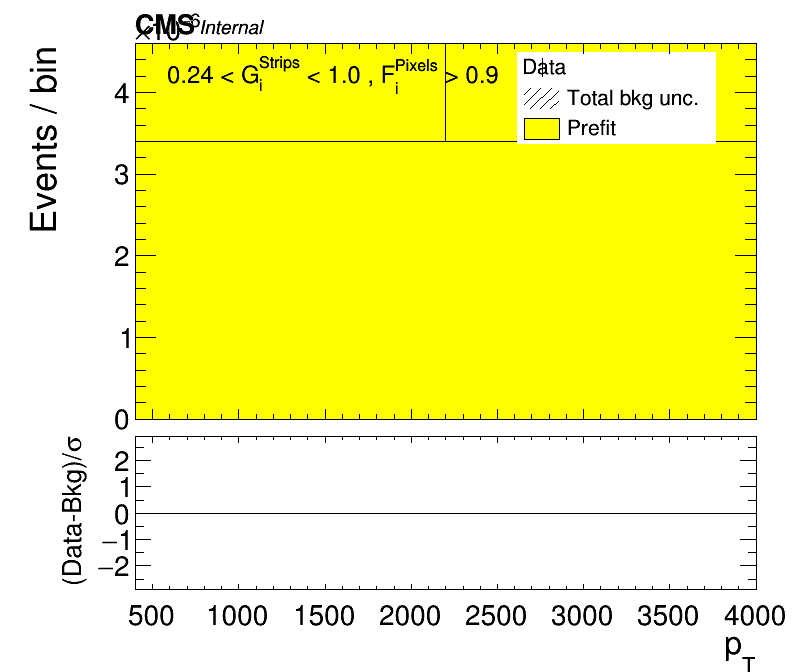 CMS Internal
×10
Events / bin
0.24 < G_i^Strips < 1.0 , F_i^Pixels > 0.9
Data
Total bkg unc.
Prefit
4
3
2
1
0
(Data-Bkg)/σ
2
1
0
−1
−2
500 1000 1500 2000 2500 3000 3500 4000
p_T